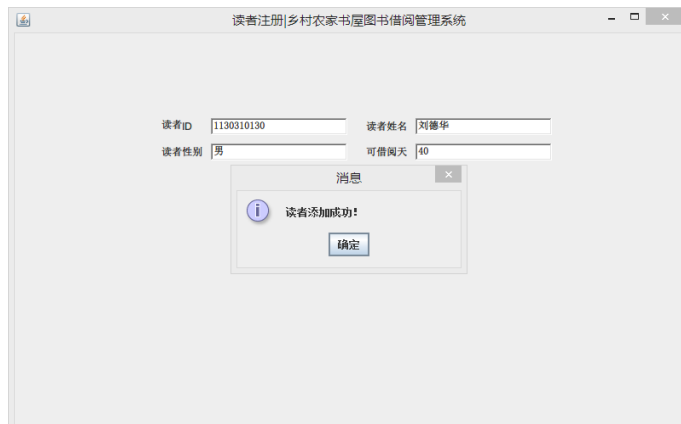 读者注册|乡村农家书屋图书借阅管理系统
读者ID 1130310130 读者姓名 刘德华
读者性别 男 可借阅天 40
消息
读者添加成功!
确定